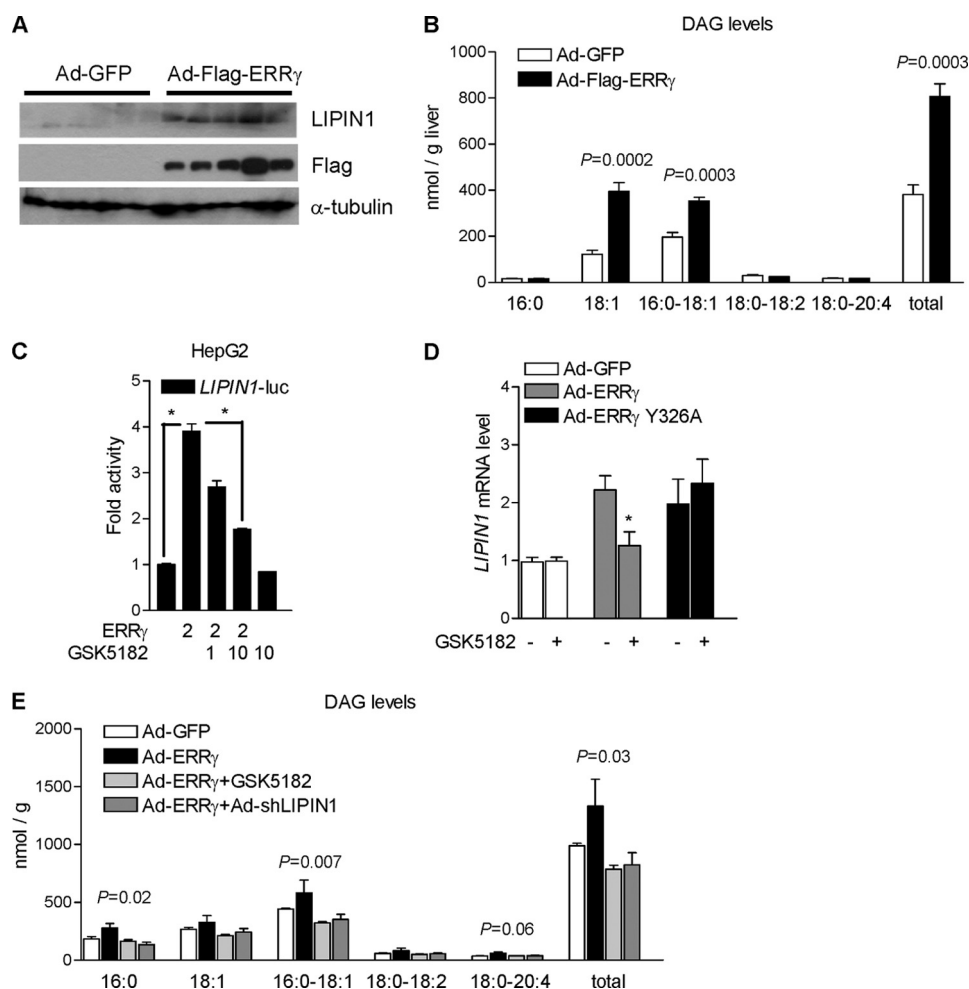 A
Ad-GFP Ad-Flag-ERRγ
LIPIN1
Flag
α-tubulin
B
DAG levels
Ad-GFP
Ad-Flag-ERRγ
nmol / g liver
1000
800
600
400
200
0
P=0.0002
P=0.0003
P=0.0003
16:0 18:1 16:0-18:1 18:0-18:2 18:0-20:4 total
C
HepG2
LIPIN1-luc
Fold activity
5
4
3
2
1
0
* *
ERRγ 2 2 2
GSK5182 1 10 10
D
Ad-GFP
Ad-ERRγ
Ad-ERRγ Y326A
LIPIN1 mRNA level
4
3
2
1
0
*
GSK5182 - + - + - +
E
DAG levels
Ad-GFP
Ad-ERRγ
Ad-ERRγ+GSK5182
Ad-ERRγ+Ad-shLIPIN1
nmol / g
2000
1500
1000
500
0
P=0.02
P=0.007
P=0.06
P=0.03
16:0 18:1 16:0-18:1 18:0-18:2 18:0-20:4 total